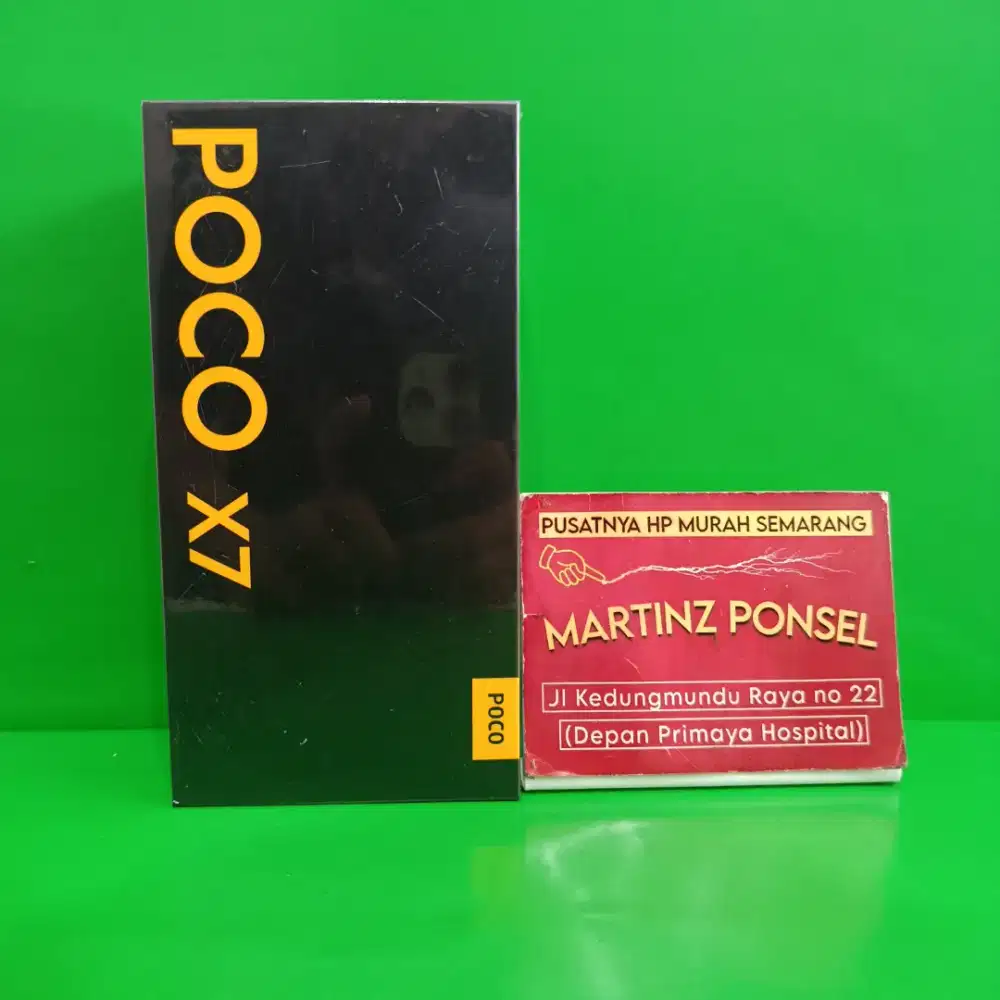 POCO X7
POCO
PUSATNYA HP MURAH SEMARANG
MARTINZ PONSEL
Jl Kedungmundu Raya no 22
(Depan Primaya Hospital)